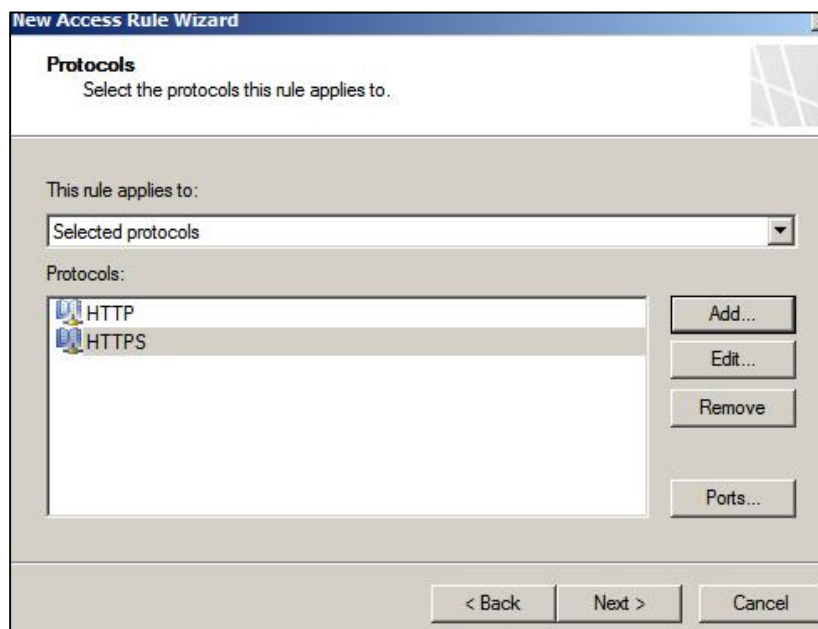 New Access Rule Wizard
Protocols
Select the protocols this rule applies to.
This rule applies to:
Selected protocols
Protocols:
HTTP
HTTPS
Add...
Edit...
Remove
Ports...
< Back
Next >
Cancel